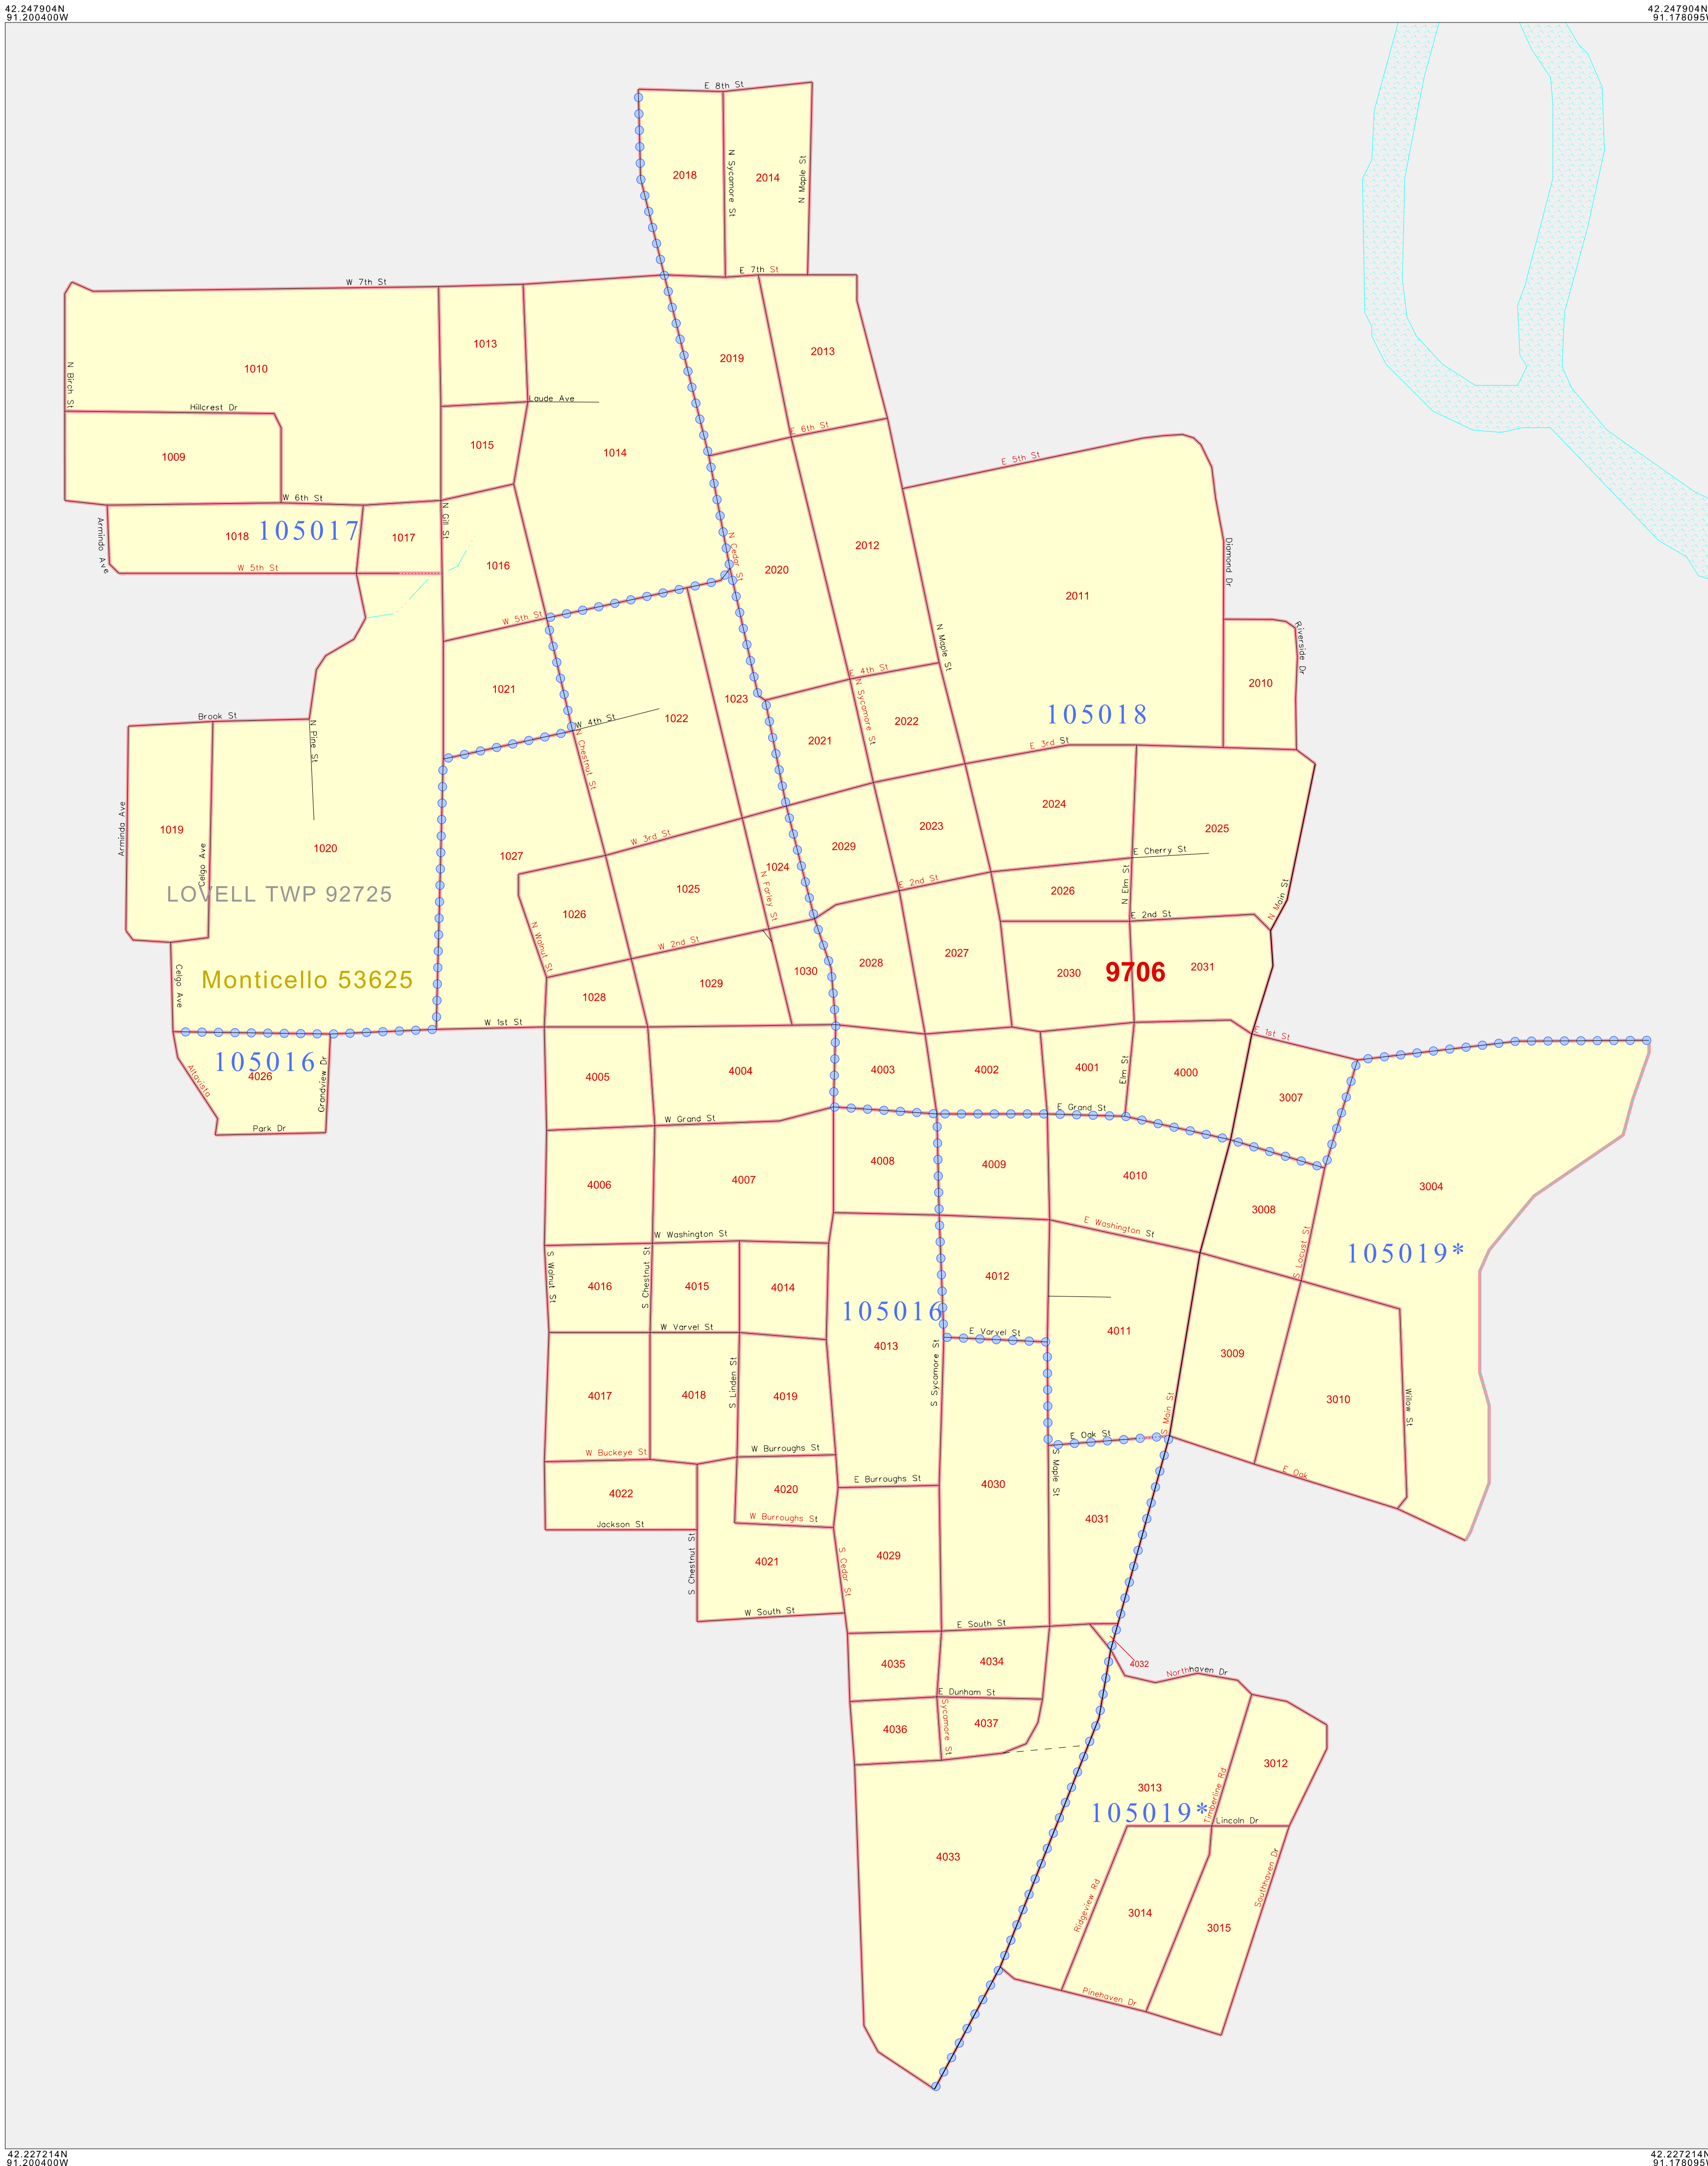 42.247904N
91.200400W
42.247904N
91.178095W
E 8th St
2018
N Sycamore St
2014
N Maple St
E 7th St
W 7th St
1013
2013
2019
1010
N Birch St
Laude Ave
Hillcrest Dr
E 6th St
1015
1014
1009
E 5th St
W 6th St
N Gill St
Arminda Ave
1018
105017
1017
N Cedar St
2012
W 5th St
1016
2020
Diamond Dr
2011
W 5th St
N Maple St
Riverside Dr
E 4th St
1021
1023
N Sycamore St
2010
Brook St
W 4th St
1022
2022
105018
N Pine St
N Chestnut St
2021
E 3rd St
2024
Arminda Ave
1019
2023
2025
W 3rd St
1020
Celgo Ave
1027
2029
E Cherry St
1024
LOVELL TWP 92725
1025
N Farley St
E 2nd St
2026
N Elm St
N Main St
1026
E 2nd St
N Walnut St
W 2nd St
2027
Monticello 53625
Celgo Ave
1029
1030
2028
2030
9706
2031
1028
W 1st St
E 1st St
105016
4026
Altavista
Grandview Dr
4005
4004
4003
4002
4001
Elm St
4000
3007
W Grand St
E Grand St
Park Dr
4008
4009
4010
4006
4007
3004
3008
W Washington St
E Washington St
S Locust St
105019*
S Walnut St
S Chestnut St
4016
4015
4014
4012
105016
W Varvel St
E Varvel St
4011
4013
S Sycamore St
3009
4017
4018
S Linden St
4019
3010
Willow St
S Main St
E Oak St
W Buckeye St
W Burroughs St
S Maple St
E Oak
E Burroughs St
4022
4020
4030
Jackson St
W Burroughs St
4031
S Chestnut St
4021
S Cedar St
4029
W South St
E South St
4035
4034
4032
Northhaven Dr
E Dunham St
4036
Sycamore St
4037
3012
3013
Timberline Rd
105019*
Lincoln Dr
4033
Southhaven Dr
Ridgeview Rd
3014
3015
Pinehaven Dr
42.227214N
91.200400W
42.227214N
91.178095W